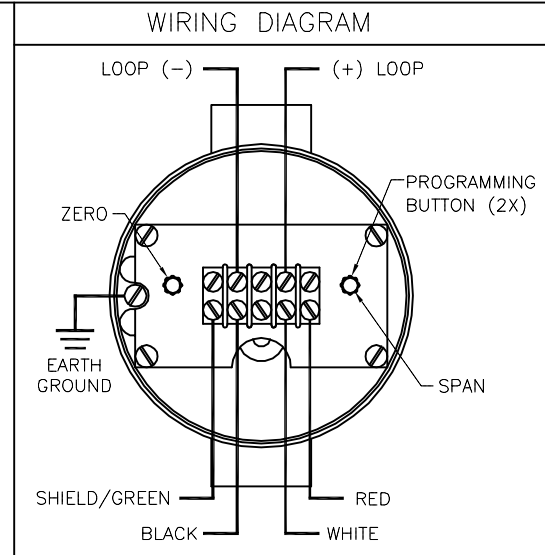 WIRING DIAGRAM
LOOP (-)
(+) LOOP
PROGRAMMING
BUTTON (2X)
ZERO
EARTH
GROUND
SPAN
SHIELD/GREEN
RED
BLACK
WHITE